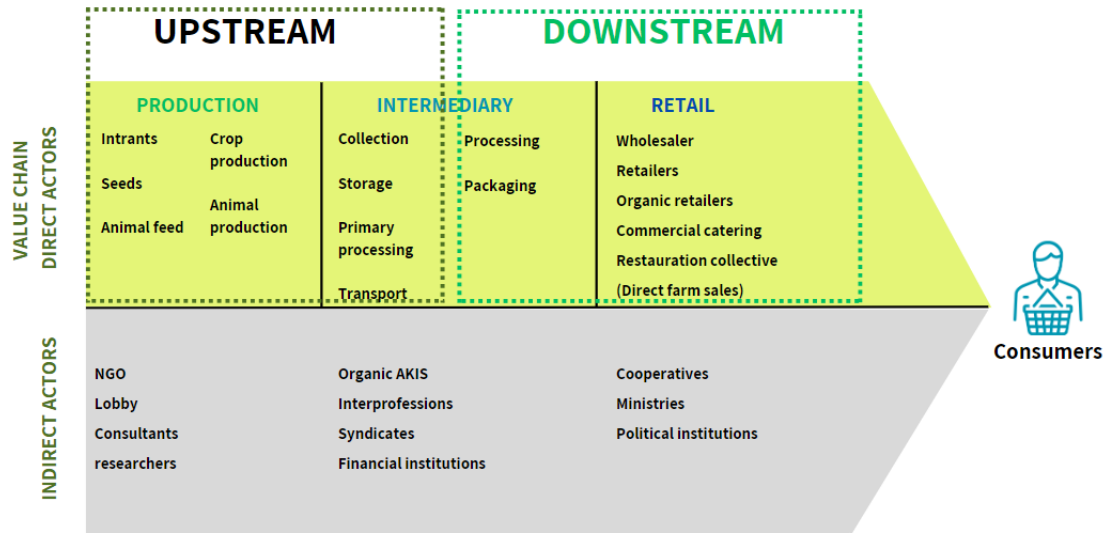 UPSTREAM
DOWNSTREAM
VALUE CHAIN
DIRECT ACTORS
PRODUCTION
Intrants
Seeds
Animal feed
Crop
production
Animal
production
INTERMEDIARY
Collection
Storage
Primary
processing
Transport
Processing
Packaging
RETAIL
Wholesaler
Retailers
Organic retailers
Commercial catering
Restauration collective
(Direct farm sales)
Consumers
INDIRECT ACTORS
NGO
Lobby
Consultants
researchers
Organic AKIS
Interprofessions
Syndicates
Financial institutions
Cooperatives
Ministries
Political institutions